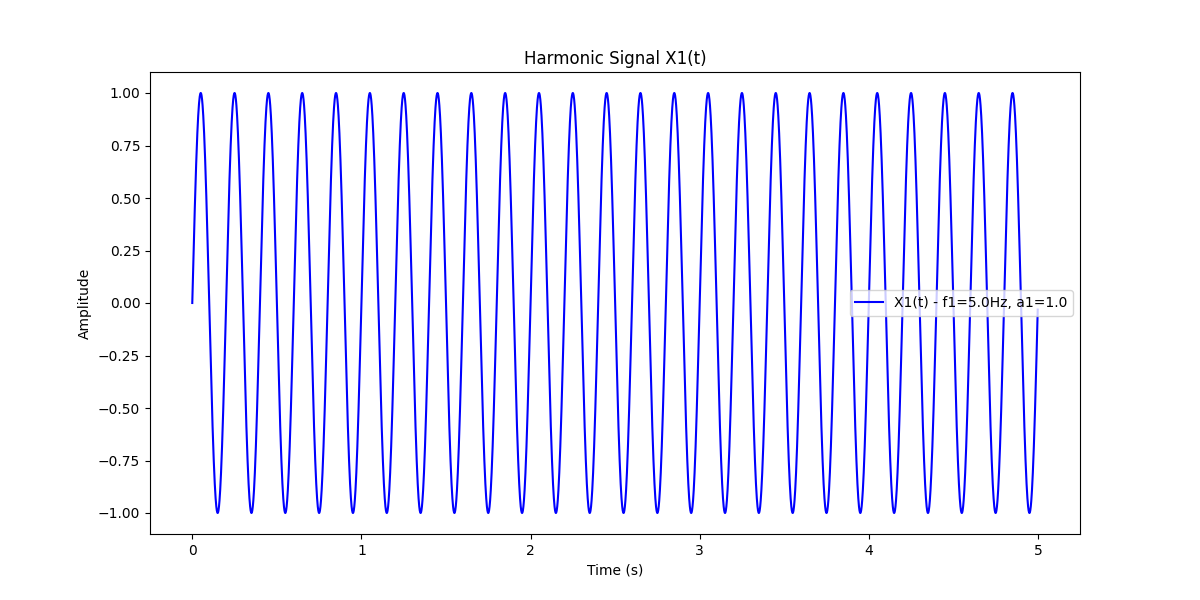 Harmonic Signal X1(t)
1.00
0.75
0.50
0.25
0.00
−0.25
−0.50
−0.75
−1.00
Amplitude
X1(t) - f1=5.0Hz, a1=1.0
0 1 2 3 4 5
Time (s)